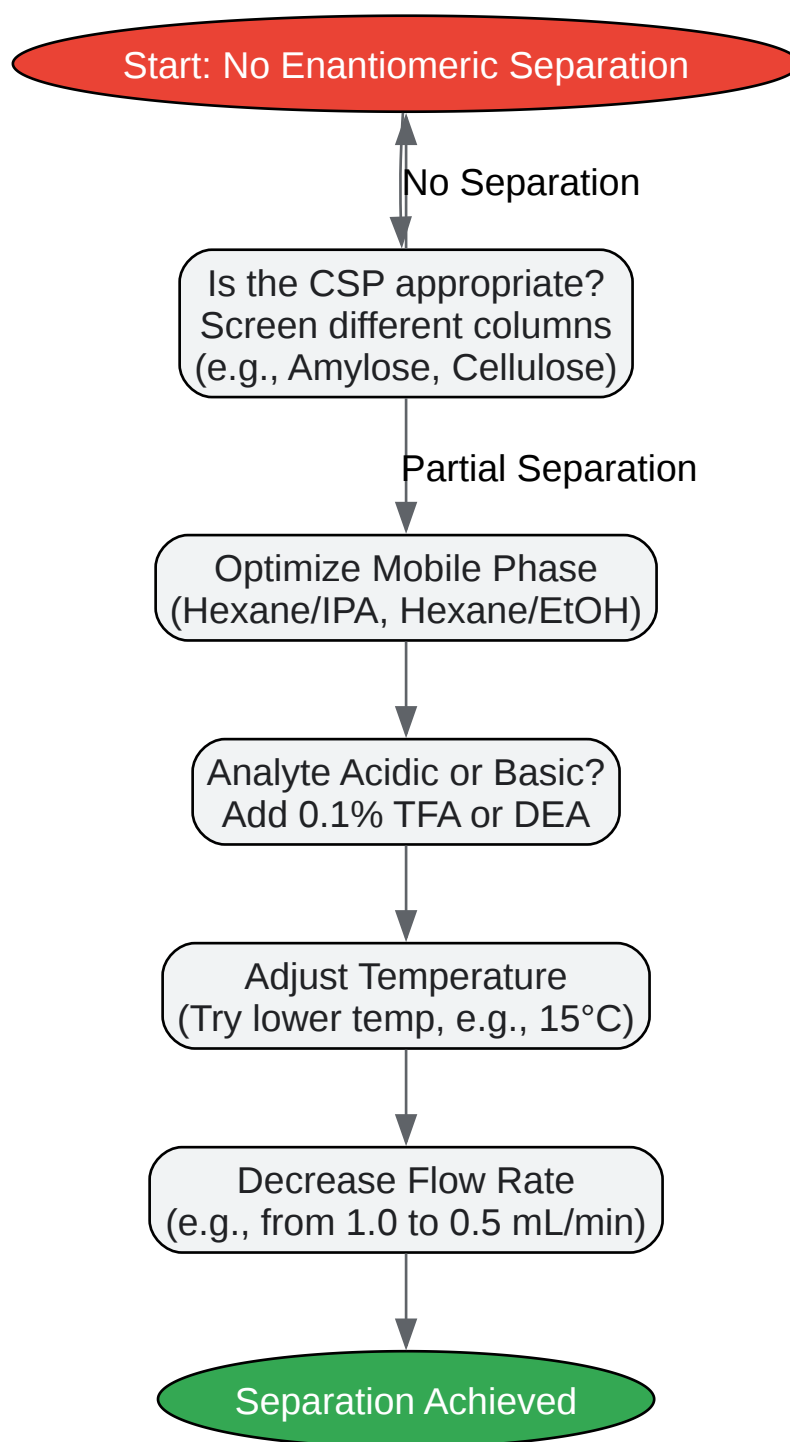 Start: No Enantiomeric Separation
No Separation
Is the CSP appropriate?
Screen different columns
(e.g., Amylose, Cellulose)
Partial Separation
Optimize Mobile Phase
(Hexane/IPA, Hexane/EtOH)
Analyte Acidic or Basic?
Add 0.1% TFA or DEA
Adjust Temperature
(Try lower temp, e.g., 15°C)
Decrease Flow Rate
(e.g., from 1.0 to 0.5 mL/min)
Separation Achieved